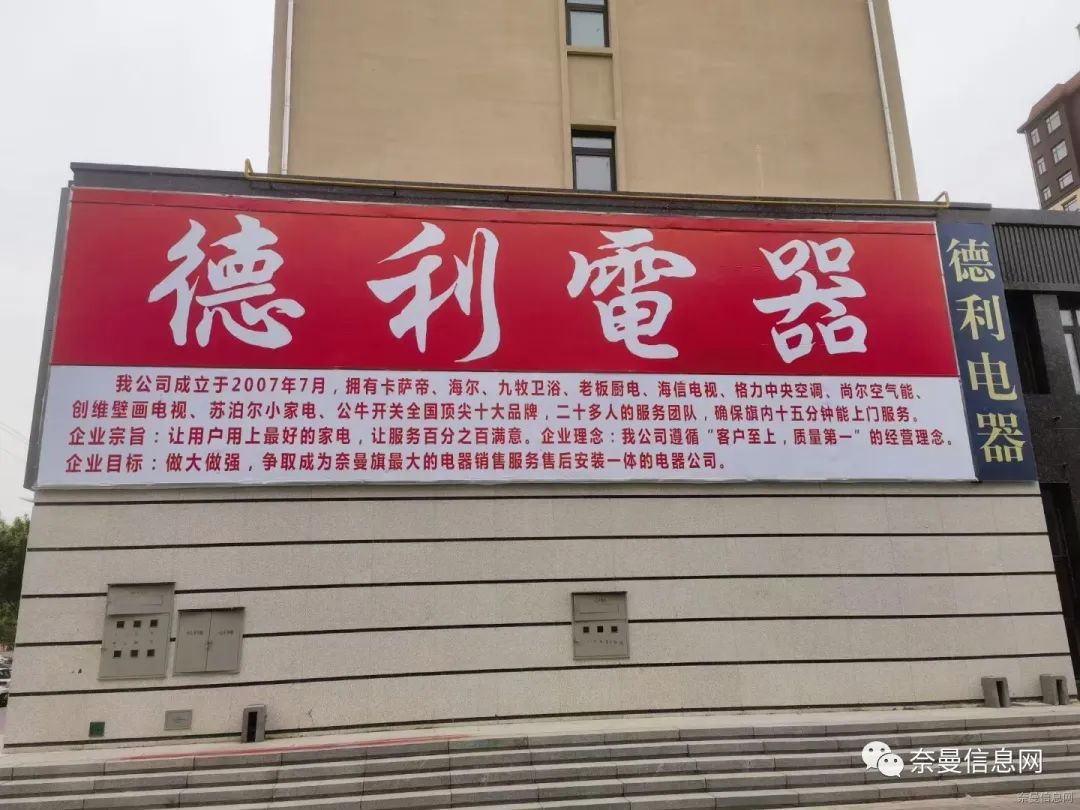 德利電器
我公司成立于2007年7月，拥有卡萨帝、海尔、九牧卫浴、老板厨电、海信电视、格力中央空调、尚尔空气能、
创维壁画电视、苏泊尔小家电、公牛开关全国顶尖十大品牌，二十多人的服务团队，确保旗内十五分钟能上门服务。
企业宗旨：让用户用上最好的家电，让服务百分之百满意。企业理念：我公司遵循“客户至上，质量第一”的经营理念。
企业目标：做大做强，争取成为奈曼旗最大的电器销售服务售后安装一体的电器公司。
德利电器
奈曼信息网
奈曼信息网